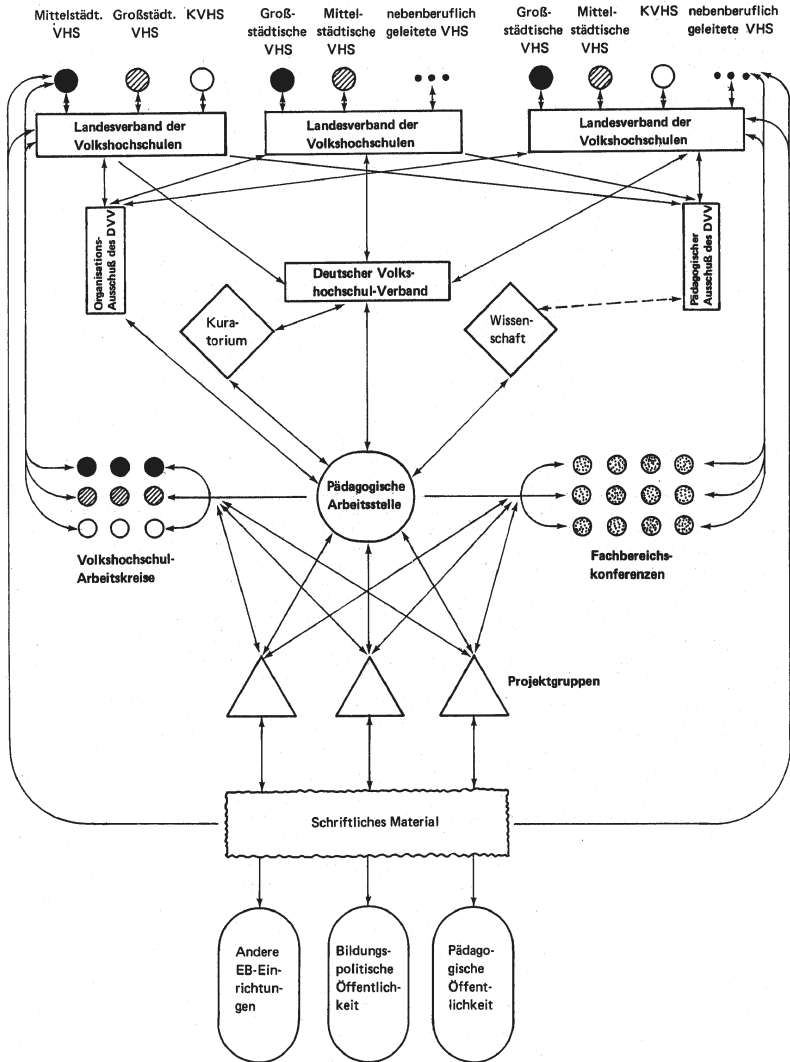 Mittelstädt.
VHS
Großstädt.
VHS
KVHS
Groß-
städtische
VHS
Mittel-
städtische
VHS
nebenberuflich
geleitete VHS
Groß-
städtische
VHS
Mittel-
städtische
VHS
KVHS
nebenberuflich
geleitete VHS
Landesverband der
Volkshochschulen
Landesverband der
Volkshochschulen
Landesverband der
Volkshochschulen
Organisations-
Ausschuß des DVV
Deutscher Volks-
hochschul-Verband
Pädagogischer
Ausschuß des DVV
Kura-
torium
Wissen-
schaft
Pädagogische
Arbeitsstelle
Volkshochschul-
Arbeitskreise
Fachbereichs-
konferenzen
Projektgruppen
Schriftliches Material
Andere
EB-Ein-
richtun-
gen
Bildungs-
politische
Öffentlich-
keit
Pädago-
gische
Öffent-
lichkeit